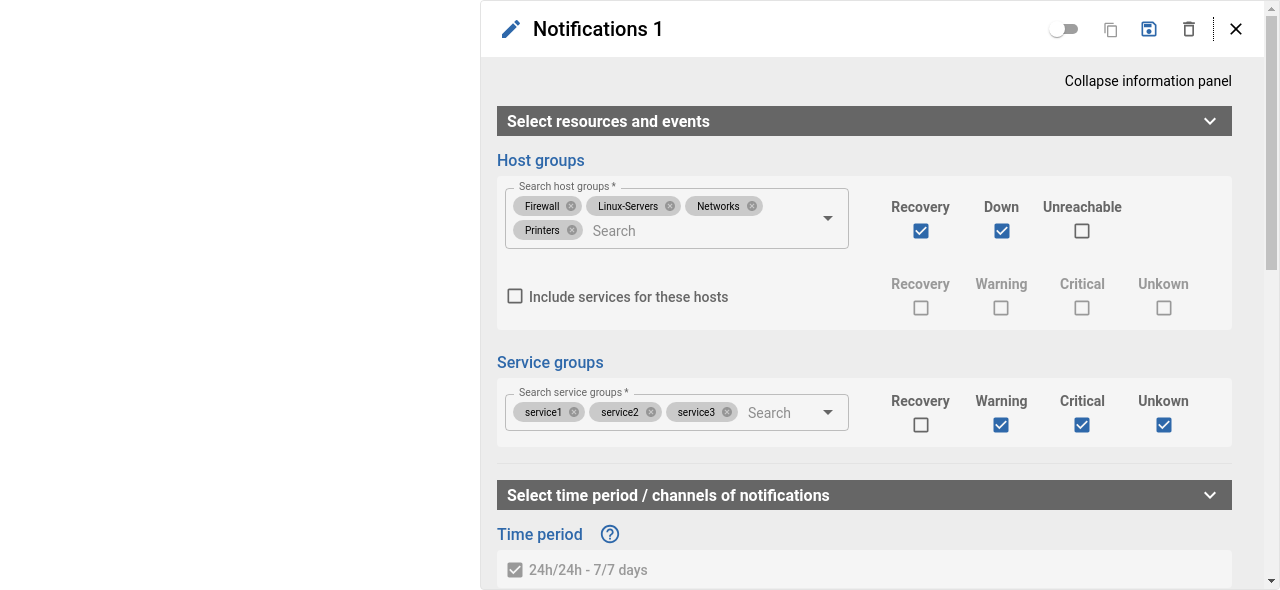 Notifications 1
Collapse information panel
Select resources and events
Host groups
Search host groups *
Firewall Linux-Servers Networks
Printers Search
Recovery Down Unreachable
Include services for these hosts
Recovery Warning Critical Unkown
Service groups
Search service groups *
service1 service2 service3 Search
Recovery Warning Critical Unkown
Select time period / channels of notifications
Time period ?
24h/24h - 7/7 days